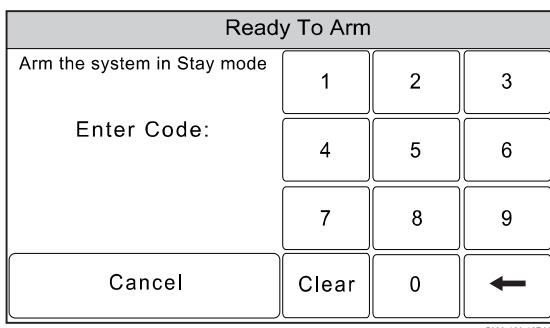 Ready To Arm
Arm the system in Stay mode
1 2 3
Enter Code:
4 5 6
7 8 9
Cancel Clear 0